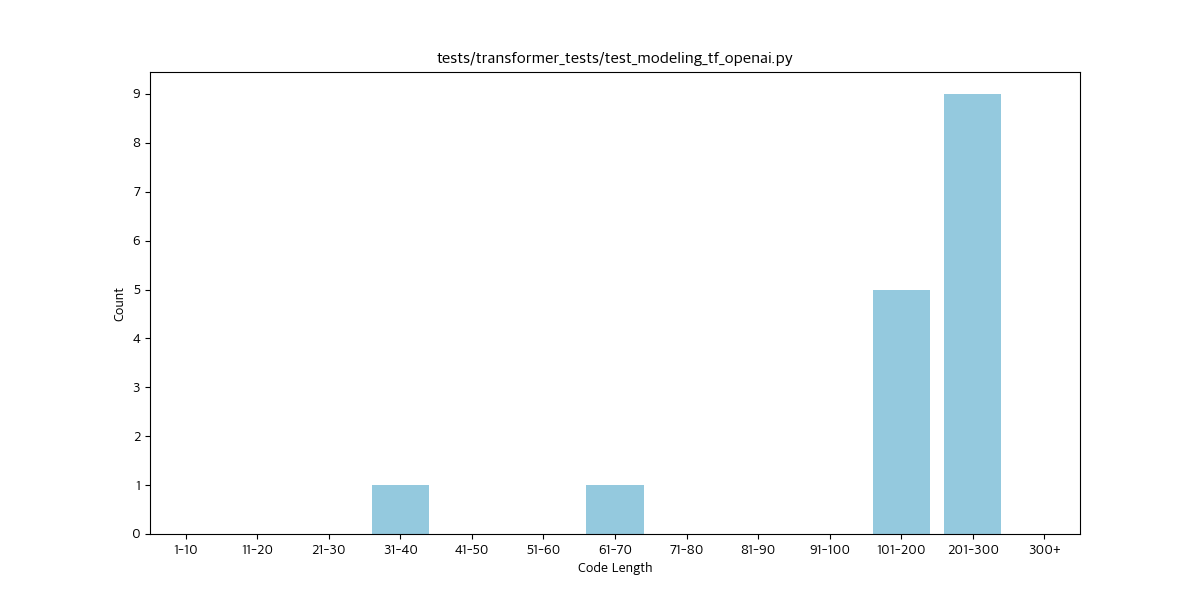 tests/transformer_tests/test_modeling_tf_openai.py
9
8
7
6
5
4
3
2
1
0
Count
1-10 11-20 21-30 31-40 41-50 51-60 61-70 71-80 81-90 91-100 101-200 201-300 300+
Code Length